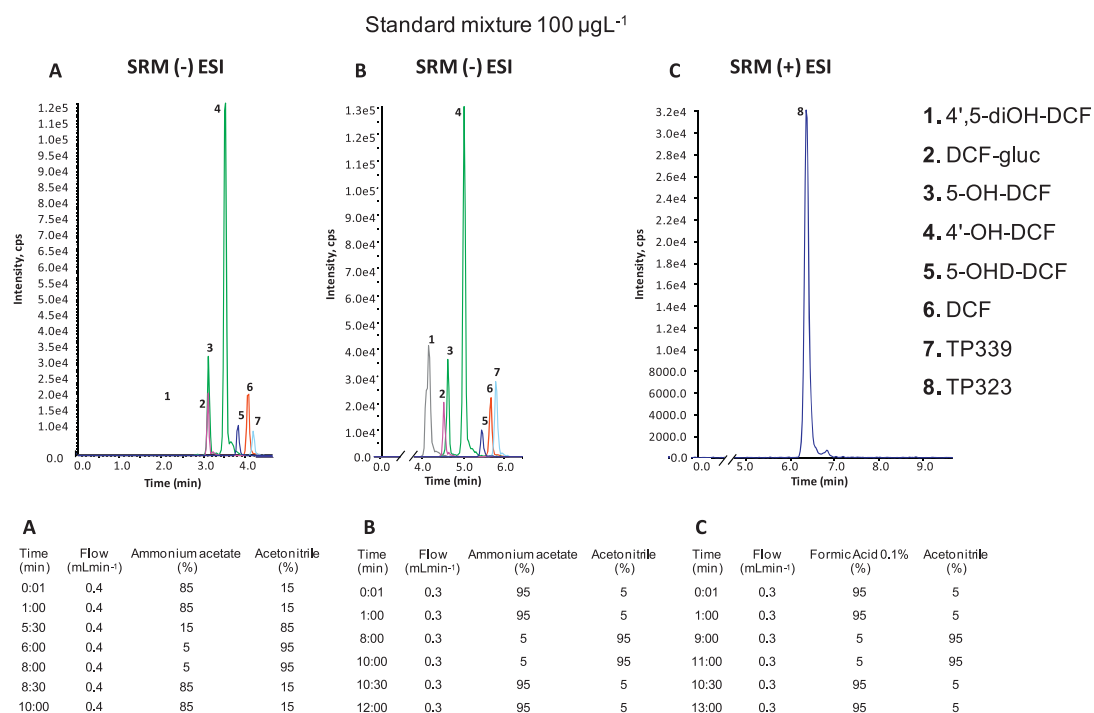 Standard mixture 100 µgL-1
A
SRM (-) ESI
B
SRM (-) ESI
C
SRM (+) ESI
Intensity, cps
1.2e5
1.1e5
1.0e5
9.5e4
9.0e4
8.5e4
8.0e4
7.5e4
7.0e4
6.5e4
6.0e4
5.5e4
5.0e4
4.5e4
4.0e4
3.5e4
3.0e4
2.5e4
2.0e4
1.5e4
1.0e4
5.0e4
0.0
4
3
1
2
5
6
7
0.0 1.0 2.0 3.0 4.0
Time (min)
Intensity, cps
1.3e5
1.2e5
1.1e5
1.0e5
9.0e4
8.0e4
7.0e4
6.0e4
5.0e4
4.0e4
3.0e4
2.0e4
1.0e4
0.0
4
1
3
2
7
6
5
0.0 4.0 5.0 6.0
Time (min)
Intensity, cps
3.2e4
3.0e4
2.8e4
2.6e4
2.4e4
2.2e4
2.0e4
1.8e4
1.6e4
1.4e4
1.2e4
1.0e4
8000.0
6000.0
4000.0
2000.0
0.0
8
0.0 5.0 6.0 7.0 8.0 9.0
Time (min)
1. 4',5-diOH-DCF
2. DCF-gluc
3. 5-OH-DCF
4. 4'-OH-DCF
5. 5-OHD-DCF
6. DCF
7. TP339
8. TP323
A
Time Flow Ammonium acetate Acetonitrile
(min) (mLmin-1) (%) (%)
0:01 0.4 85 15
1:00 0.4 85 15
5:30 0.4 15 85
6:00 0.4 5 95
8:00 0.4 5 95
8:30 0.4 85 15
10:00 0.4 85 15
B
Time Flow Ammonium acetate Acetonitrile
(min) (mLmin-1) (%) (%)
0:01 0.3 95 5
1:00 0.3 95 5
8:00 0.3 5 95
10:00 0.3 5 95
10:30 0.3 95 5
12:00 0.3 95 5
C
Time Flow Formic Acid 0.1% Acetonitrile
(min) (mLmin-1) (%) (%)
0:01 0.3 95 5
1:00 0.3 95 5
9:00 0.3 5 95
11:00 0.3 5 95
10:30 0.3 95 5
13:00 0.3 95 5